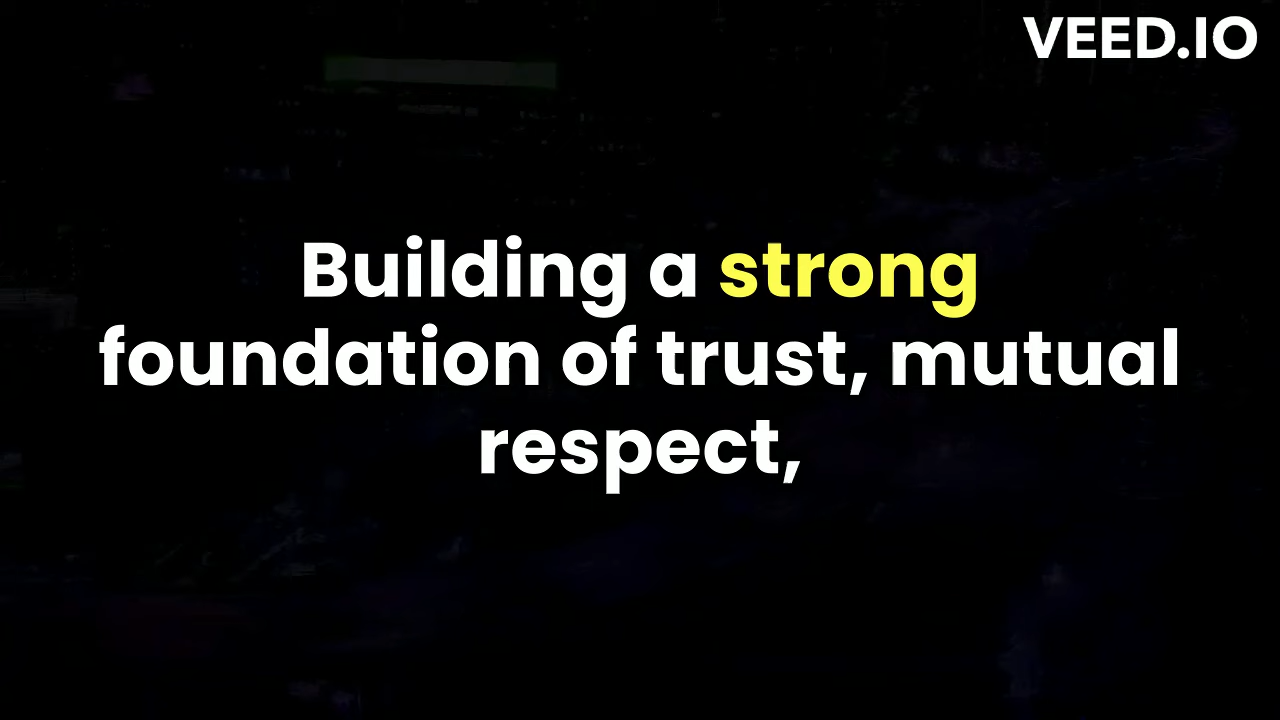 VEED.IO
Building a strong
foundation of trust, mutual
respect,